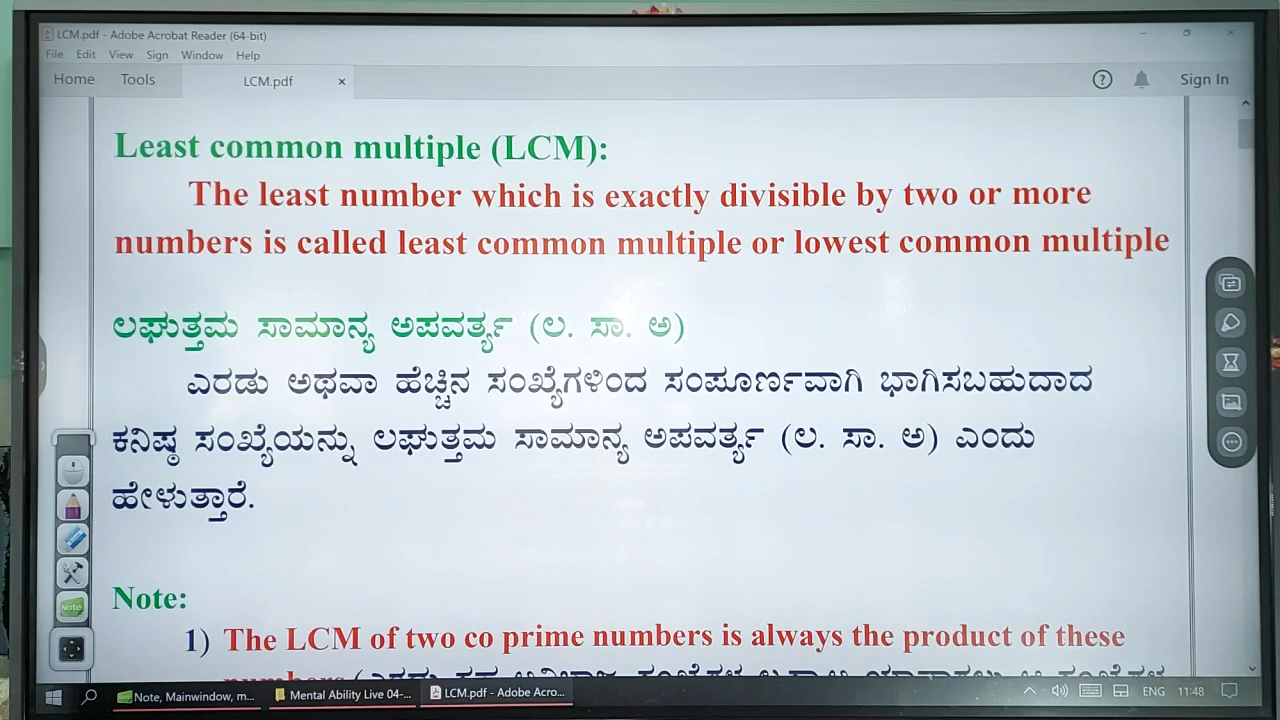 LCM.pdf - Adobe Acrobat Reader (64-bit)
File Edit View Sign Window Help
Home Tools LCM.pdf × ? Sign In
Least common multiple (LCM):
The least number which is exactly divisible by two or more
numbers is called least common multiple or lowest common multiple
ಲಘುತ್ತಮ ಸಾಮಾನ್ಯ ಅಪವರ್ತ್ಯ (ಲ. ಸಾ. ಅ)
ಎರಡು ಅಥವಾ ಹೆಚ್ಚಿನ ಸಂಖ್ಯೆಗಳಿಂದ ಸಂಪೂರ್ಣವಾಗಿ ಭಾಗಿಸಬಹುದಾದ
ಕನಿಷ್ಠ ಸಂಖ್ಯೆಯನ್ನು ಲಘುತ್ತಮ ಸಾಮಾನ್ಯ ಅಪವರ್ತ್ಯ (ಲ. ಸಾ. ಅ) ಎಂದು
ಹೇಳುತ್ತಾರೆ.
Note
Note:
1) The LCM of two co prime numbers is always the product of these
Note, Mainwindow, m... Mental Ability Live 04-... LCM.pdf - Adobe Acro... ENG 11:48